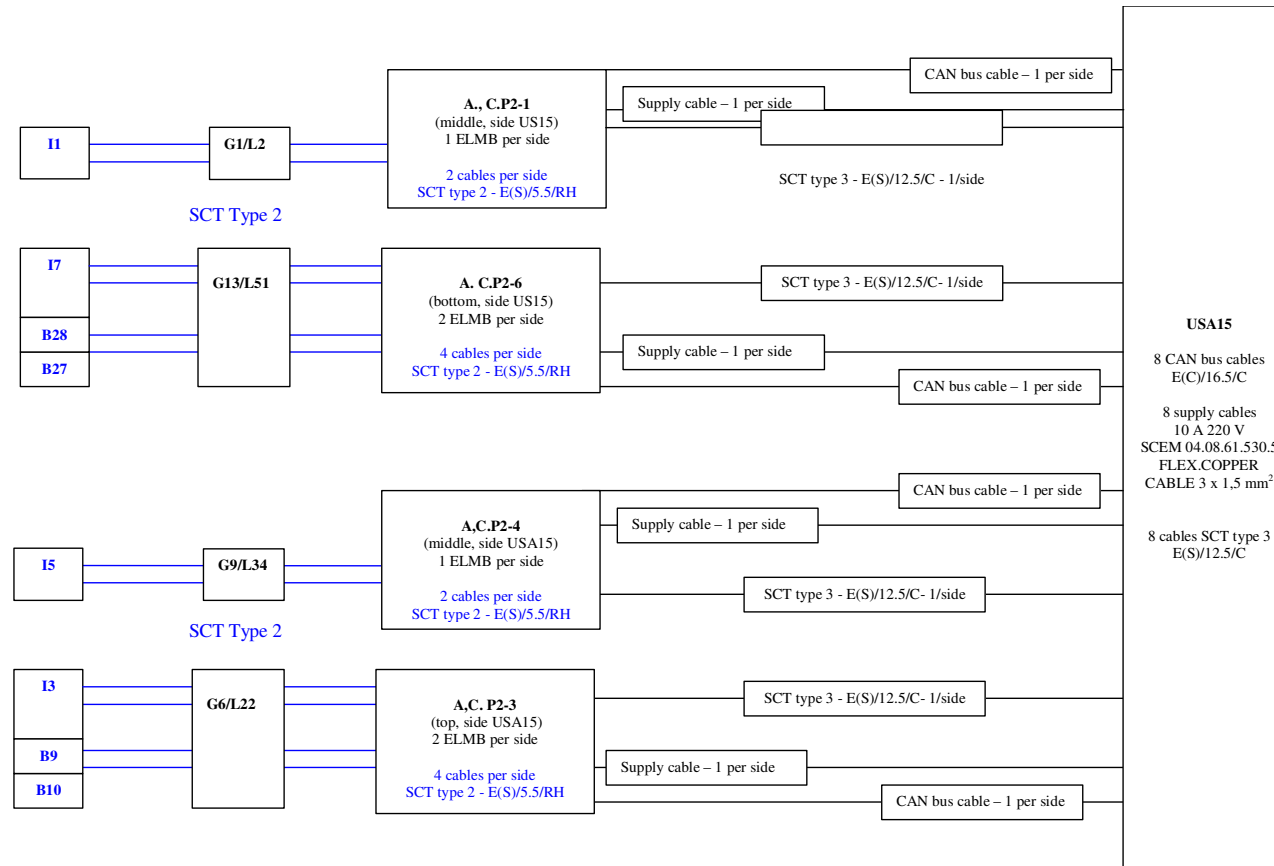 CAN bus cable – 1 per side
A., C.P2-1
(middle, side US15)
1 ELMB per side
2 cables per side
SCT type 2 - E(S)/5.5/RH
Supply cable – 1 per side
I1
G1/L2
SCT type 3 - E(S)/12.5/C - 1/side
SCT Type 2
I7
B28
B27
G13/L51
A. C.P2-6
(bottom, side US15)
2 ELMB per side
4 cables per side
SCT type 2 - E(S)/5.5/RH
SCT type 3 - E(S)/12.5/C- 1/side
Supply cable – 1 per side
CAN bus cable – 1 per side
USA15
8 CAN bus cables
E(C)/16.5/C
8 supply cables
10 A 220 V
SCEM 04.08.61.530.5
FLEX.COPPER
CABLE 3 x 1,5 mm²
8 cables SCT type 3
E(S)/12.5/C
CAN bus cable – 1 per side
A,C.P2-4
(middle, side USA15)
1 ELMB per side
2 cables per side
SCT type 2 - E(S)/5.5/RH
Supply cable – 1 per side
I5
G9/L34
SCT type 3 - E(S)/12.5/C- 1/side
SCT Type 2
I3
B9
B10
G6/L22
A,C. P2-3
(top, side USA15)
2 ELMB per side
4 cables per side
SCT type 2 - E(S)/5.5/RH
SCT type 3 - E(S)/12.5/C- 1/side
Supply cable – 1 per side
CAN bus cable – 1 per side